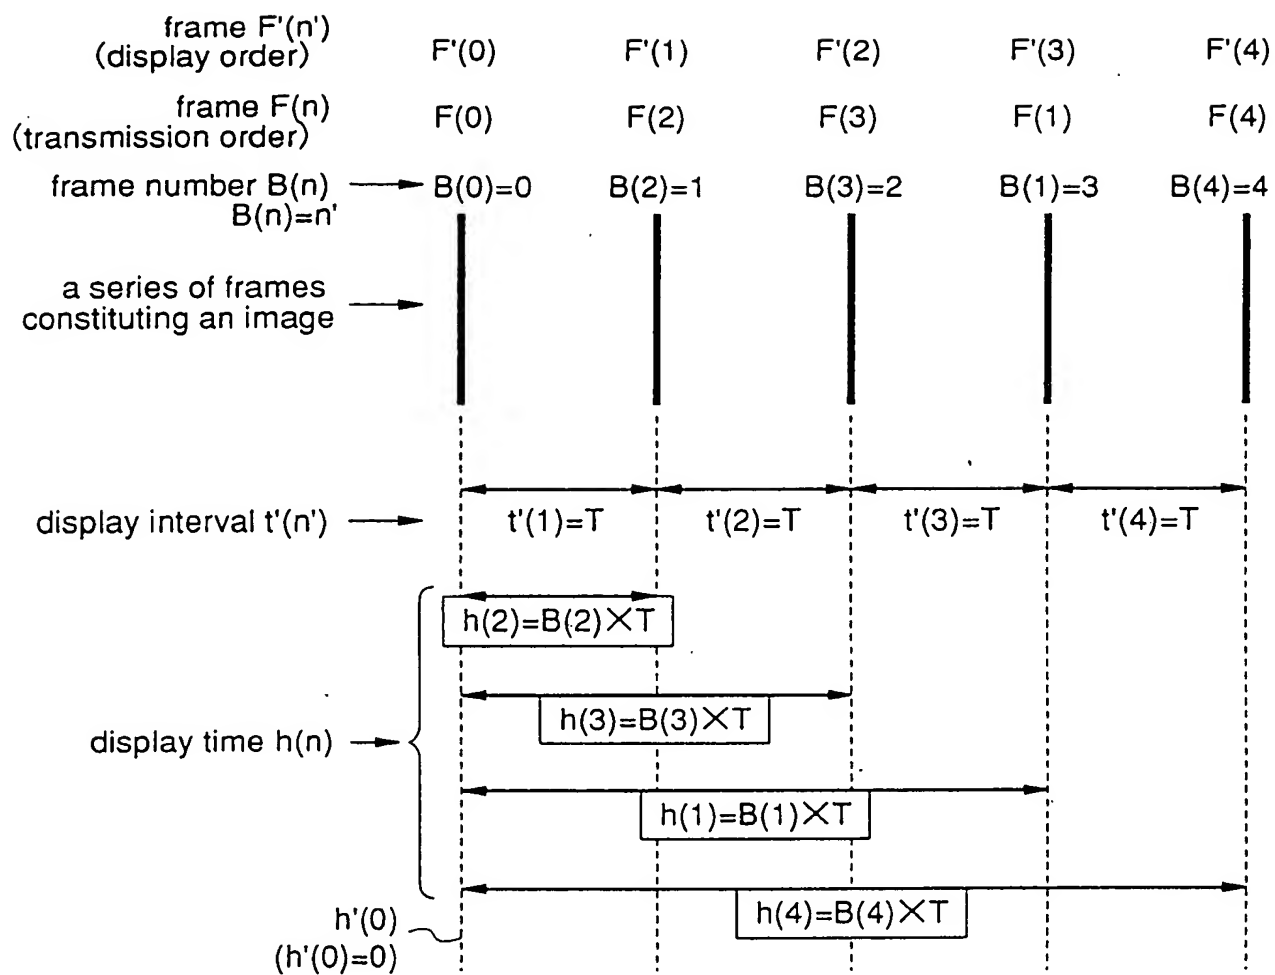 frame F'(n')
(display order)
F'(0) F'(1) F'(2) F'(3) F'(4)
frame F(n)
(transmission order)
F(0) F(2) F(3) F(1) F(4)
frame number B(n)
B(n)=n'
B(0)=0 B(2)=1 B(3)=2 B(1)=3 B(4)=4
a series of frames
constituting an image
display interval t'(n')
t'(1)=T t'(2)=T t'(3)=T t'(4)=T
h(2)=B(2)×T
h(3)=B(3)×T
display time h(n)
h(1)=B(1)×T
h(4)=B(4)×T
h'(0)
(h'(0)=0)